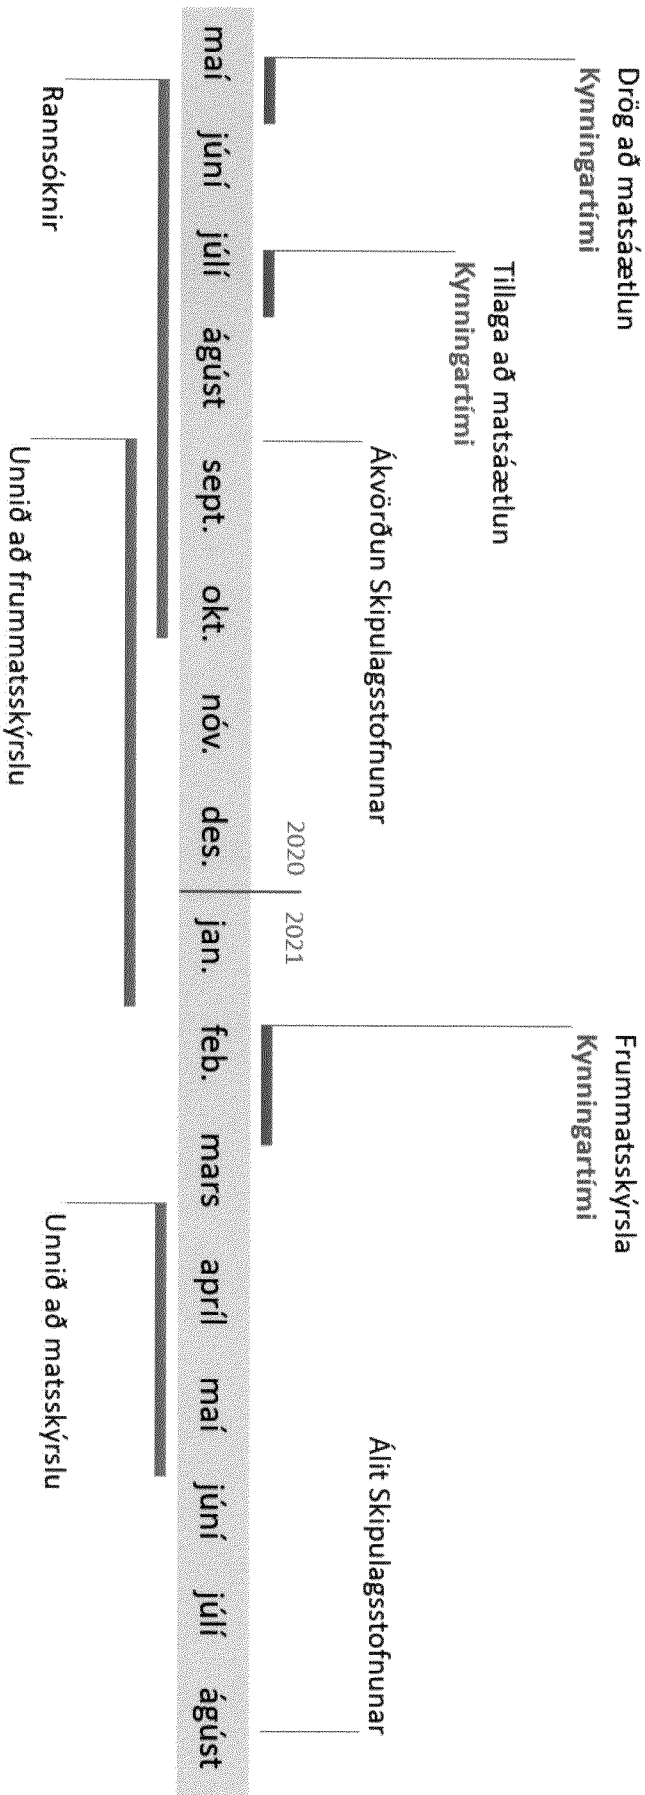 Drög að matsáætlun
Kynningartími
Tillaga að matsáætlun
Kynningartími
Ákvörðun Skipulagsstofnunar
Frummatsskýrsla
Kynningartími
Álit Skipulagsstofnunar
2020 2021
maí júní júlí ágúst sept. okt. nóv. des. jan. feb. mars apríl maí júní júlí ágúst
Rannsóknir
Unnið að frummatsskýrslu
Unnið að matsskýrslu